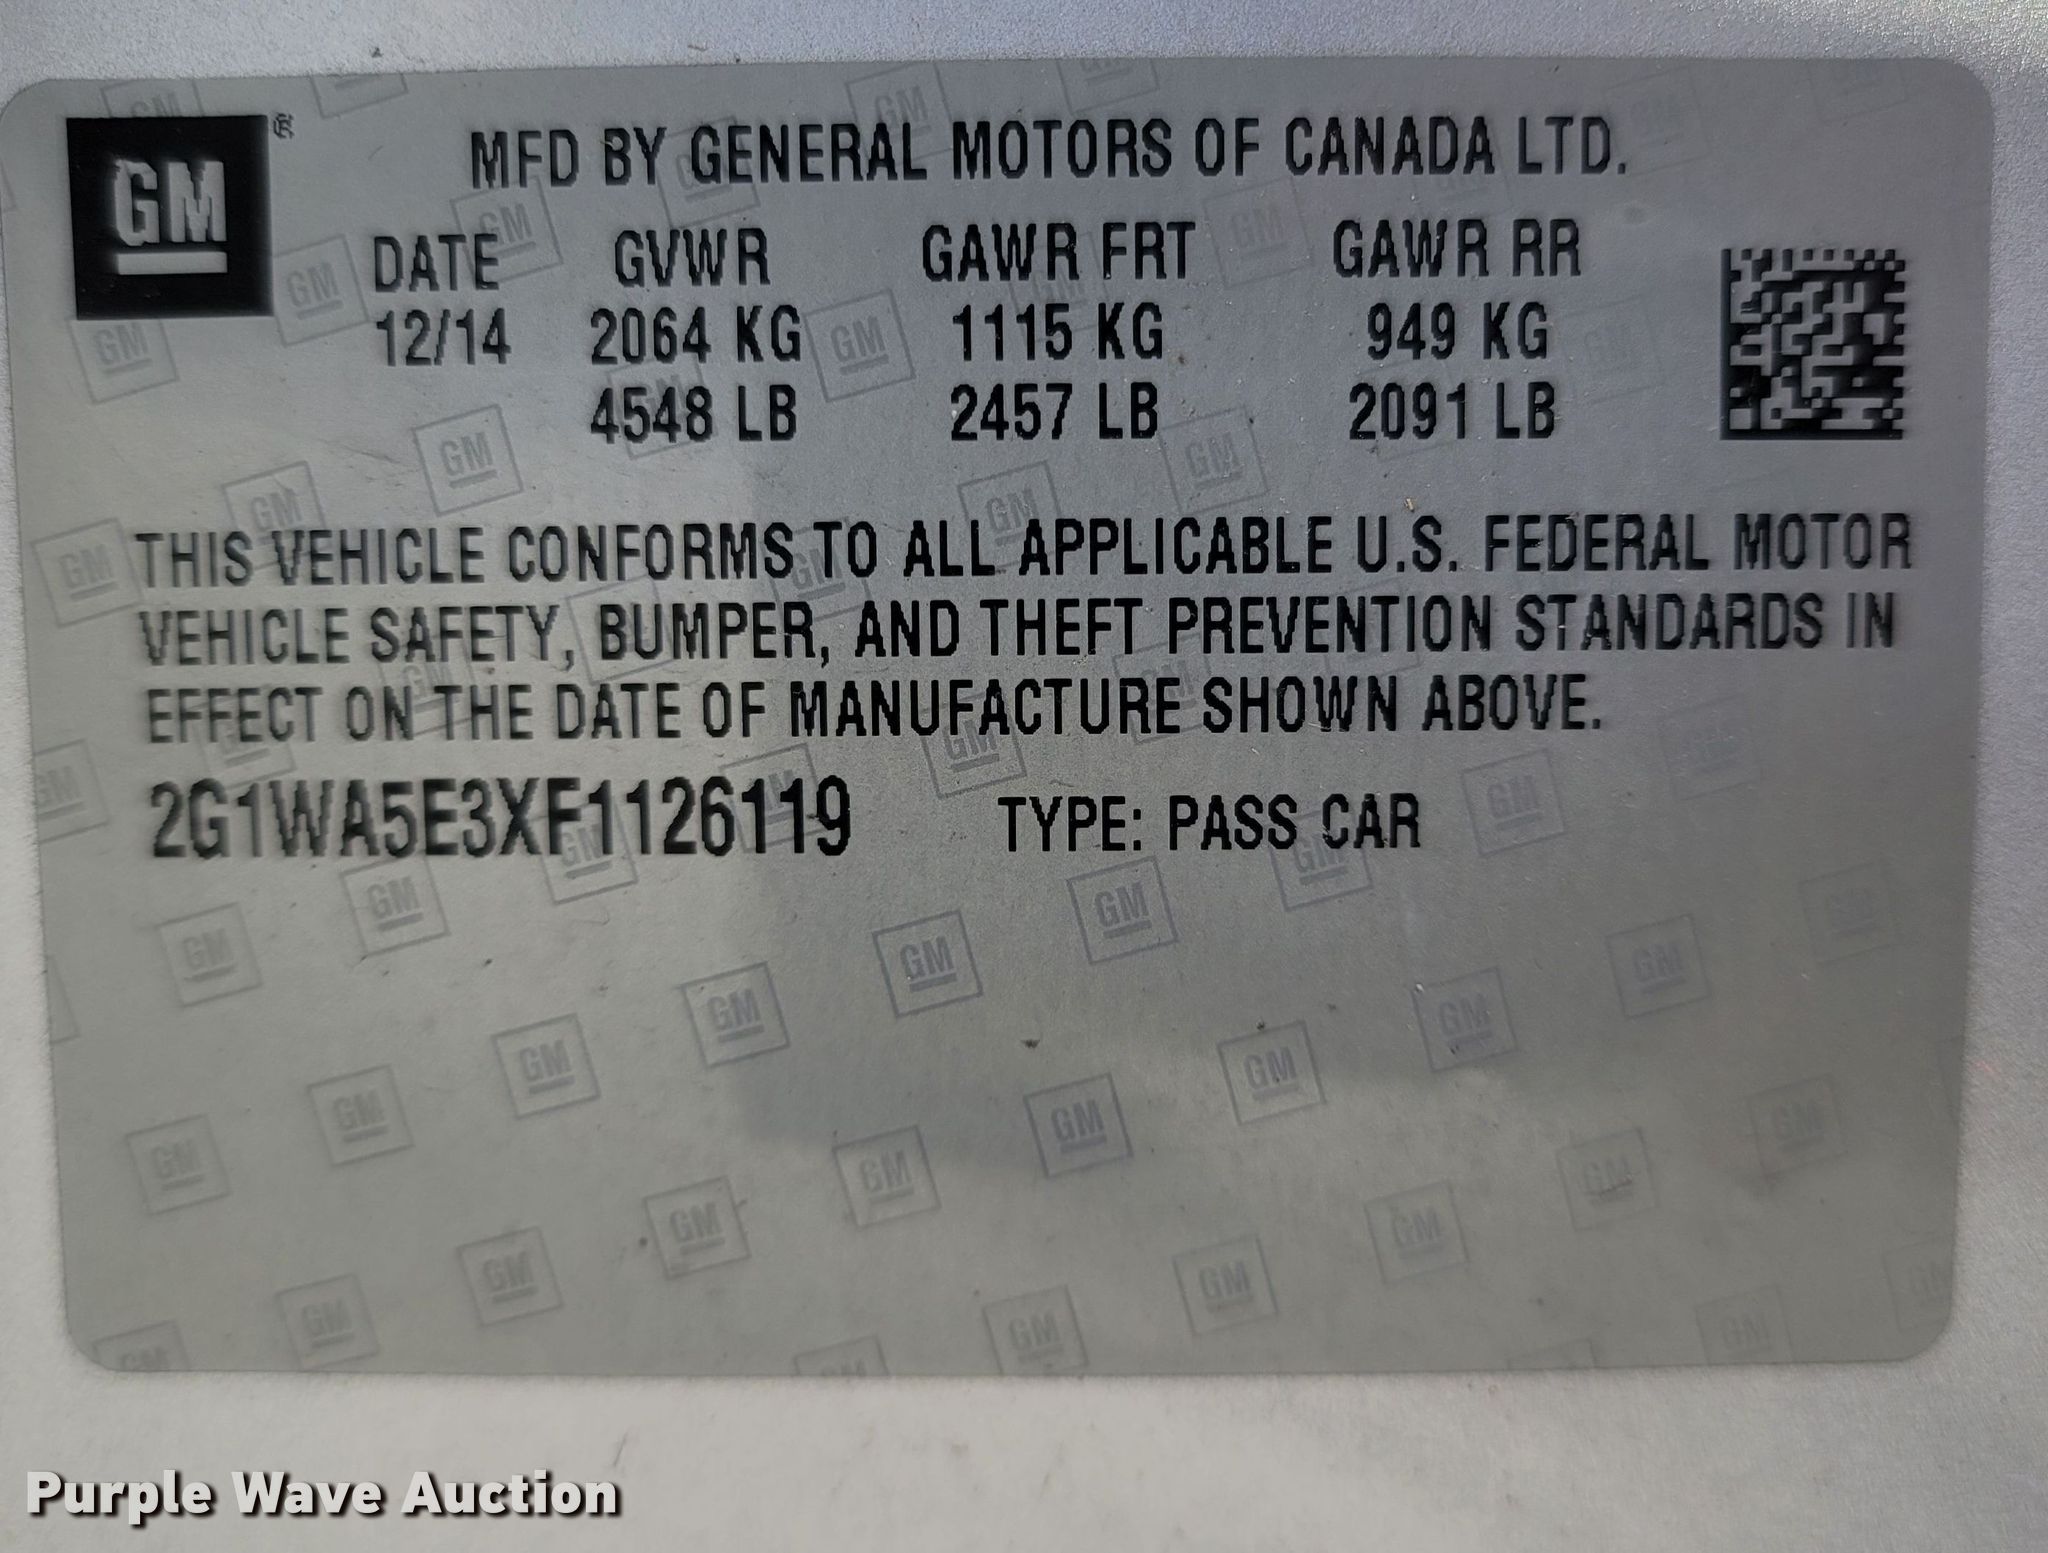 GM®
MFD BY GENERAL MOTORS OF CANADA LTD.
DATE GVWR GAWR FRT GAWR RR
12/14 2064 KG 1115 KG 949 KG
4548 LB 2457 LB 2091 LB
THIS VEHICLE CONFORMS TO ALL APPLICABLE U.S. FEDERAL MOTOR
VEHICLE SAFETY, BUMPER, AND THEFT PREVENTION STANDARDS IN
EFFECT ON THE DATE OF MANUFACTURE SHOWN ABOVE.
2G1WA5E3XF1126119 TYPE: PASS CAR
Purple Wave Auction